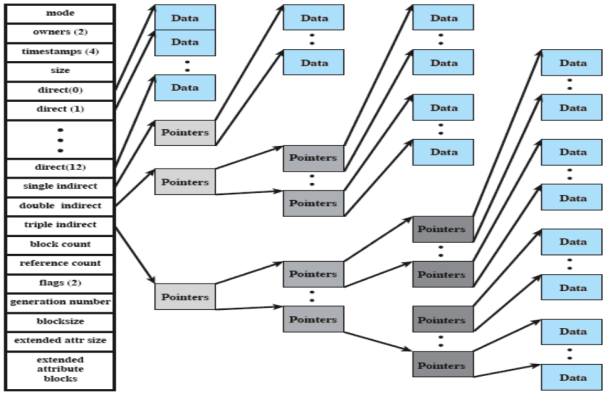 mode
owners (2)
timestamps (4)
size
direct(0)
direct (1)
direct(12)
single indirect
double indirect
triple indirect
block count
reference count
flags (2)
generation number
blocksize
extended attr size
extended
attribute
blocks
Data
Data
Data
Pointers
Pointers
Pointers
Data
Data
Pointers
Pointers
Pointers
Pointers
Data
Data
Data
Data
Pointers
Pointers
Pointers
Pointers
Data
Data
Data
Data
Data
Data
Data
Data